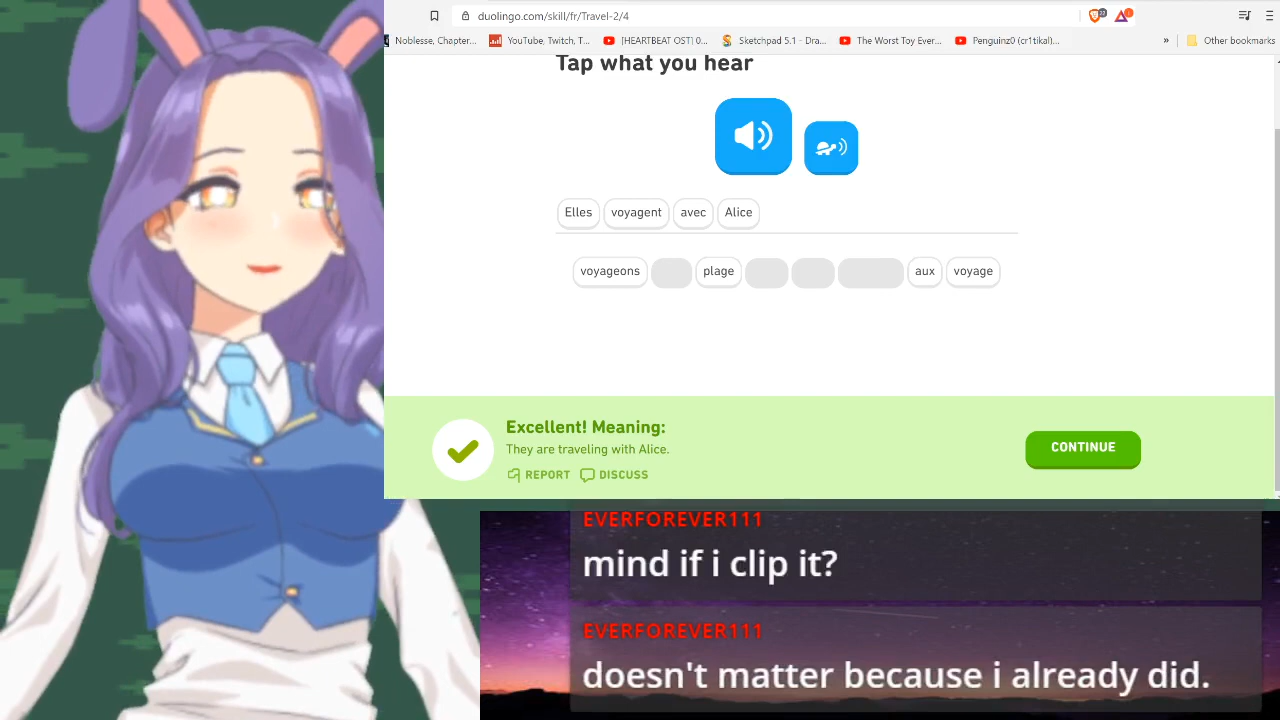 duolingo.com/skill/fr/Travel-2/4
Noblesse, Chapter...
YouTube, Twitch, T...
[HEARTBEAT OST] 0...
Sketchpad 5.1 - Dr...
The Worst Toy Ever...
Penguinz0 (cr1tikal)...
»
Other bookmarks
Tap what you hear
Elles voyagent avec Alice
voyageons plage aux voyage
Excellent! Meaning:
They are traveling with Alice.
REPORT DISCUSS
CONTINUE
EVERFOREVER111
mind if i clip it?
EVERFOREVER111
doesn't matter because i already did.